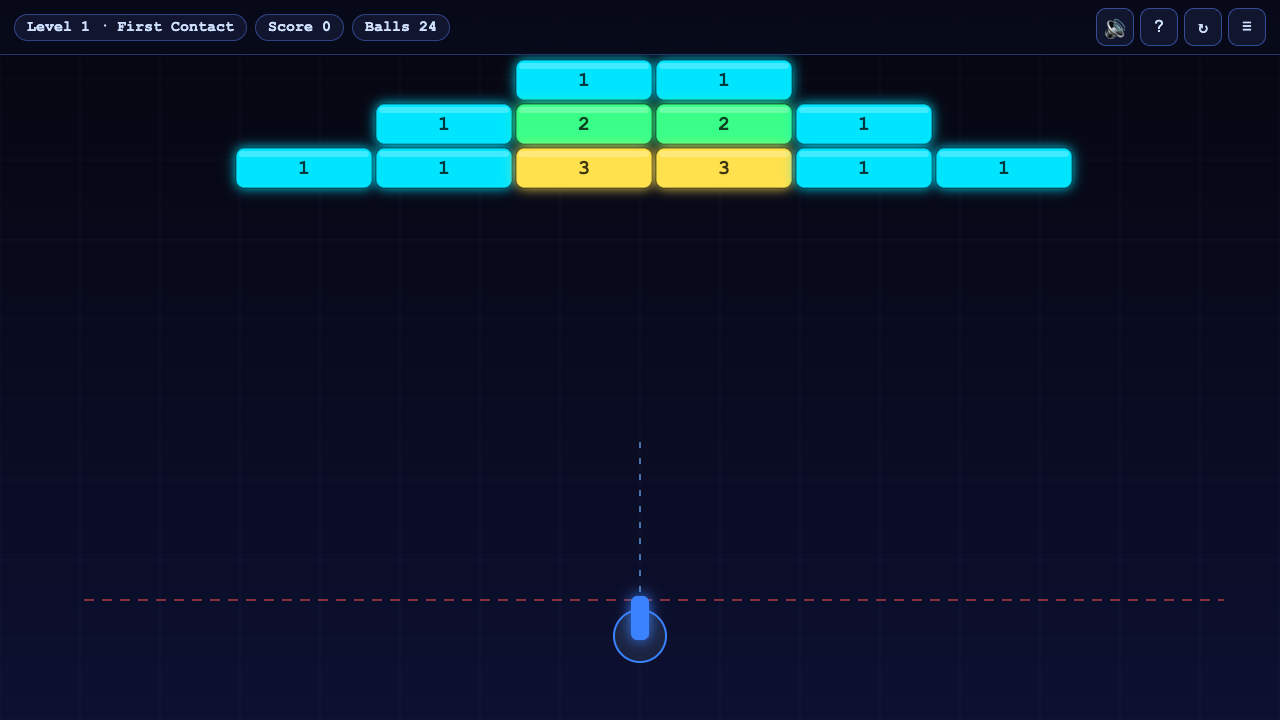 Level 1 · First Contact Score 0 Balls 24 🔊 ? ↻ ≡
1 1
1 2 2 1
1 1 3 3 1 1